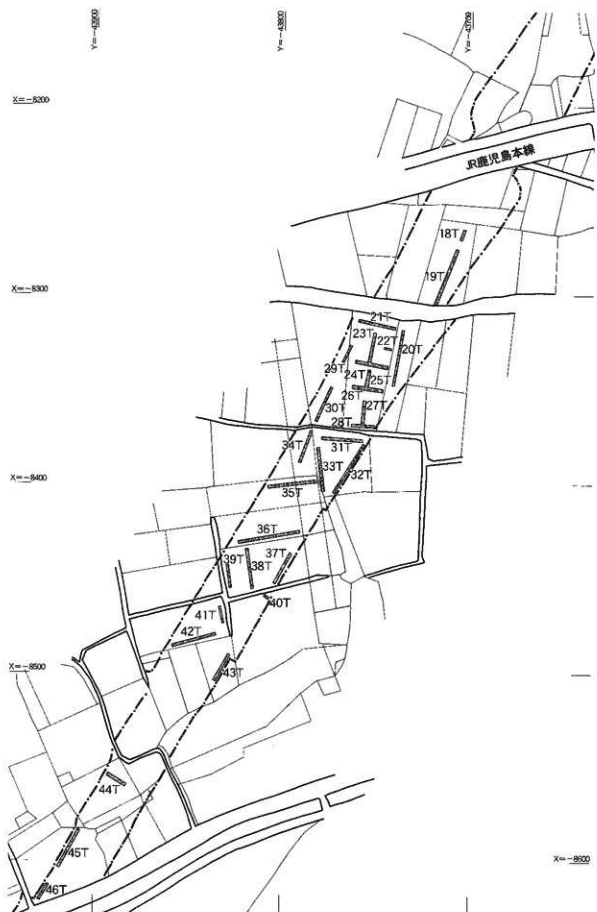 Y=-43900
Y=-43800
Y=-43700
X=-8200
JR鹿児島本線
18T
19T
X=-8300
21T
23T
22T
20T
29T
24T
25T
26T
30T
27T
28T
34T
31T
33T
32T
X=-8400
35T
36T
39T
37T
38T
40T
41T
42T
X=-8500
43T
44T
45T
X=-8600
46T